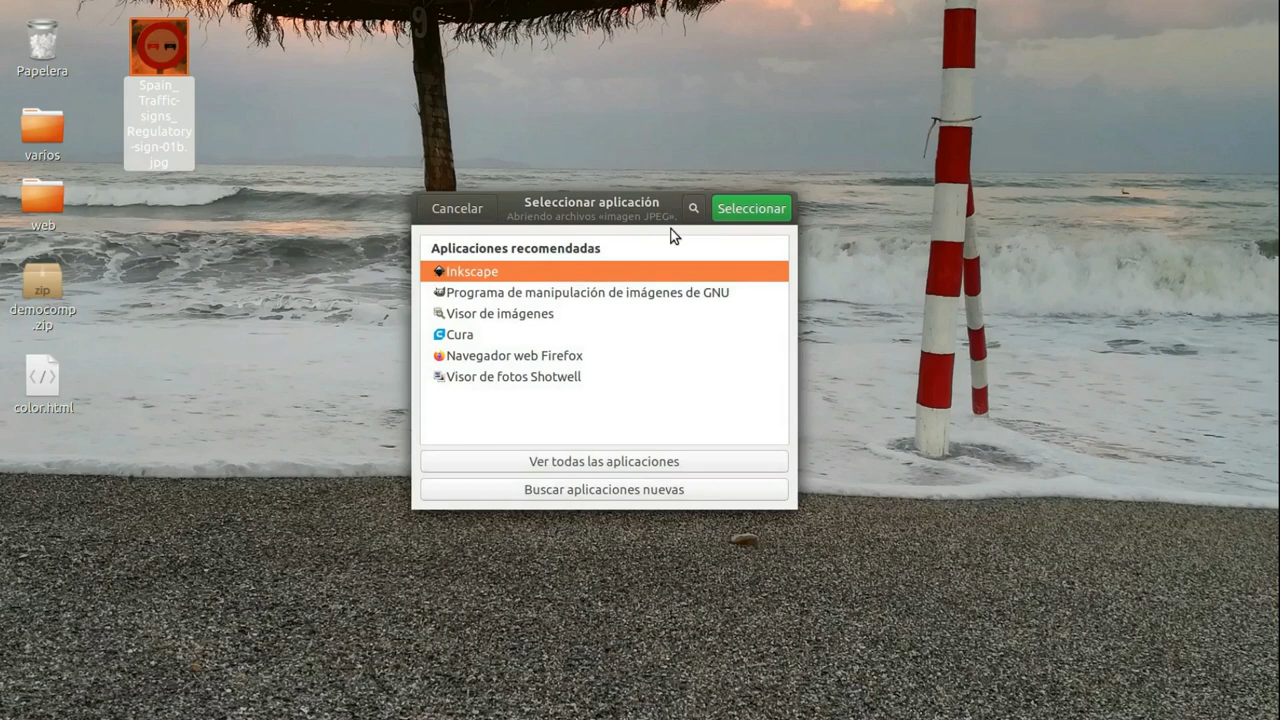 Papelera
varios
web
zip
democomp
.zip
color.html
Spain_
Traffic-
signs_
Regulatory
-sign-01b.
jpg
Cancelar
Seleccionar aplicación
Abriendo archivos «imagen JPEG».
Seleccionar
Aplicaciones recomendadas
Inkscape
Programa de manipulación de imágenes de GNU
Visor de imágenes
Cura
Navegador web Firefox
Visor de fotos Shotwell
Ver todas las aplicaciones
Buscar aplicaciones nuevas
9